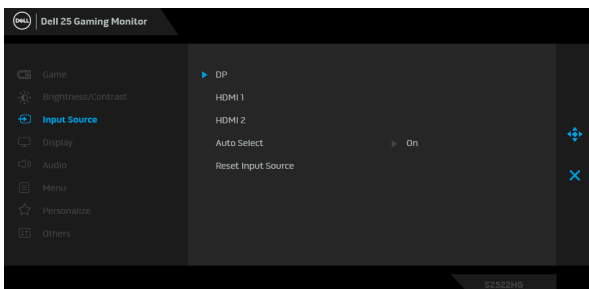 DELL
Dell 25 Gaming Monitor
Game
Brightness/Contrast
Input Source
Display
Audio
Menu
Personalize
Others
DP
HDMI 1
HDMI 2
Auto Select On
Reset Input Source
S2522HG